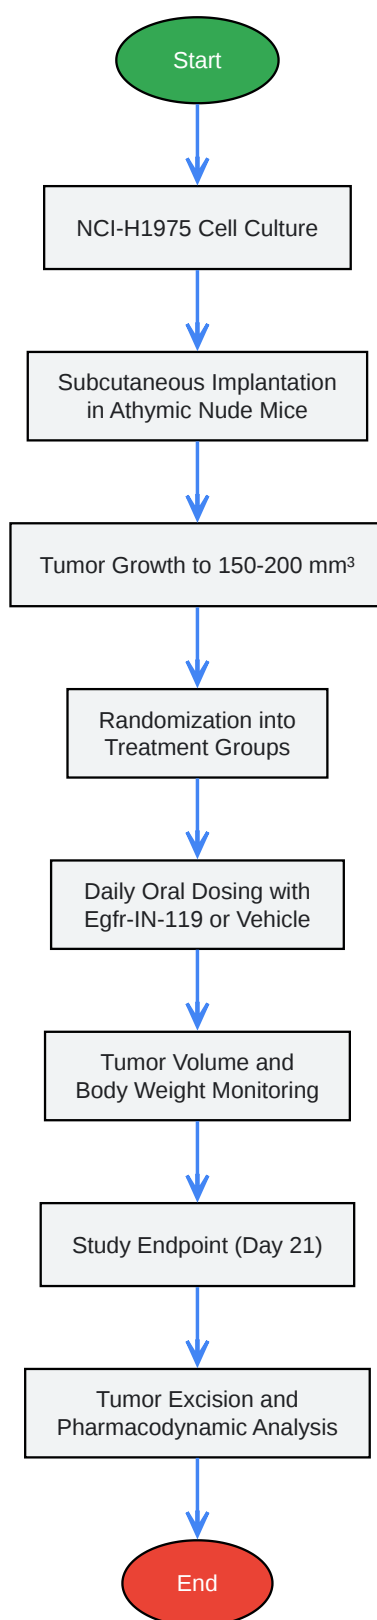 Start
NCI-H1975 Cell Culture
Subcutaneous Implantation
in Athymic Nude Mice
Tumor Growth to 150-200 mm³
Randomization into
Treatment Groups
Daily Oral Dosing with
Egfr-IN-119 or Vehicle
Tumor Volume and
Body Weight Monitoring
Study Endpoint (Day 21)
Tumor Excision and
Pharmacodynamic Analysis
End